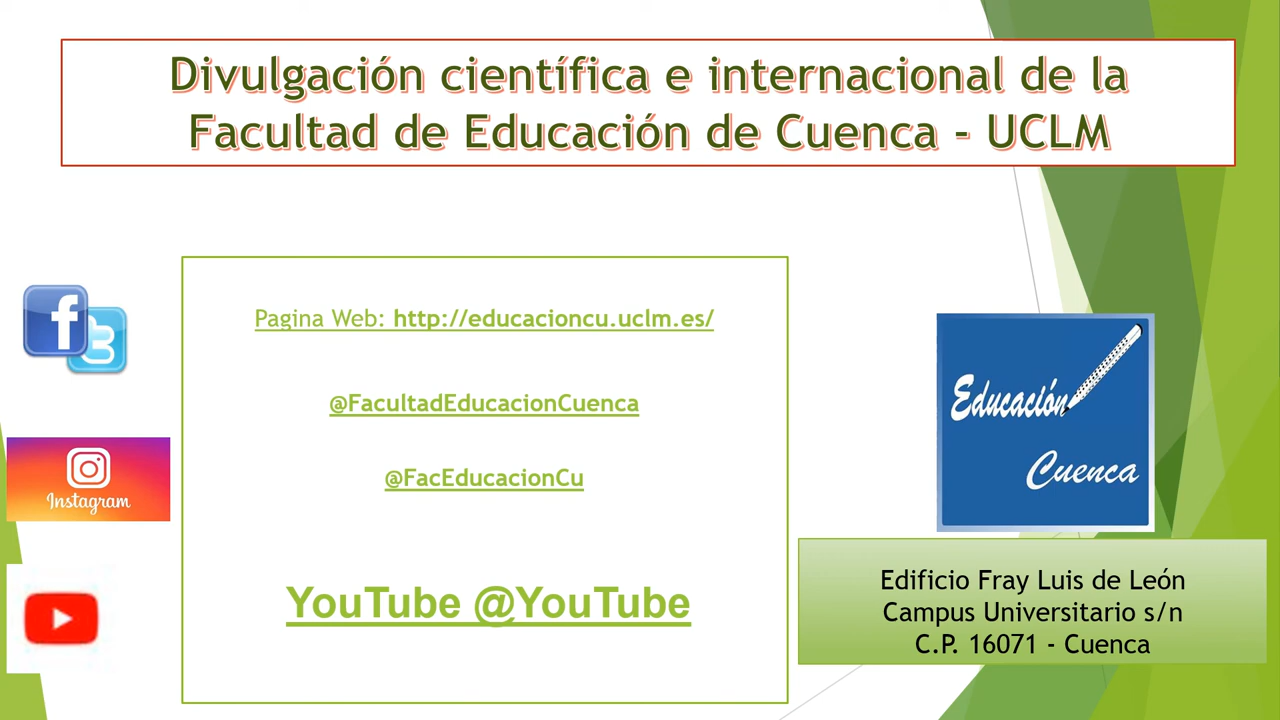 Divulgación científica e internacional de la
Facultad de Educación de Cuenca - UCLM
Pagina Web: http://educacioncu.uclm.es/
@FacultadEducacionCuenca
@FacEducacionCu
YouTube @YouTube
f
t
Instagram
Educación
Cuenca
Edificio Fray Luis de León
Campus Universitario s/n
C.P. 16071 - Cuenca